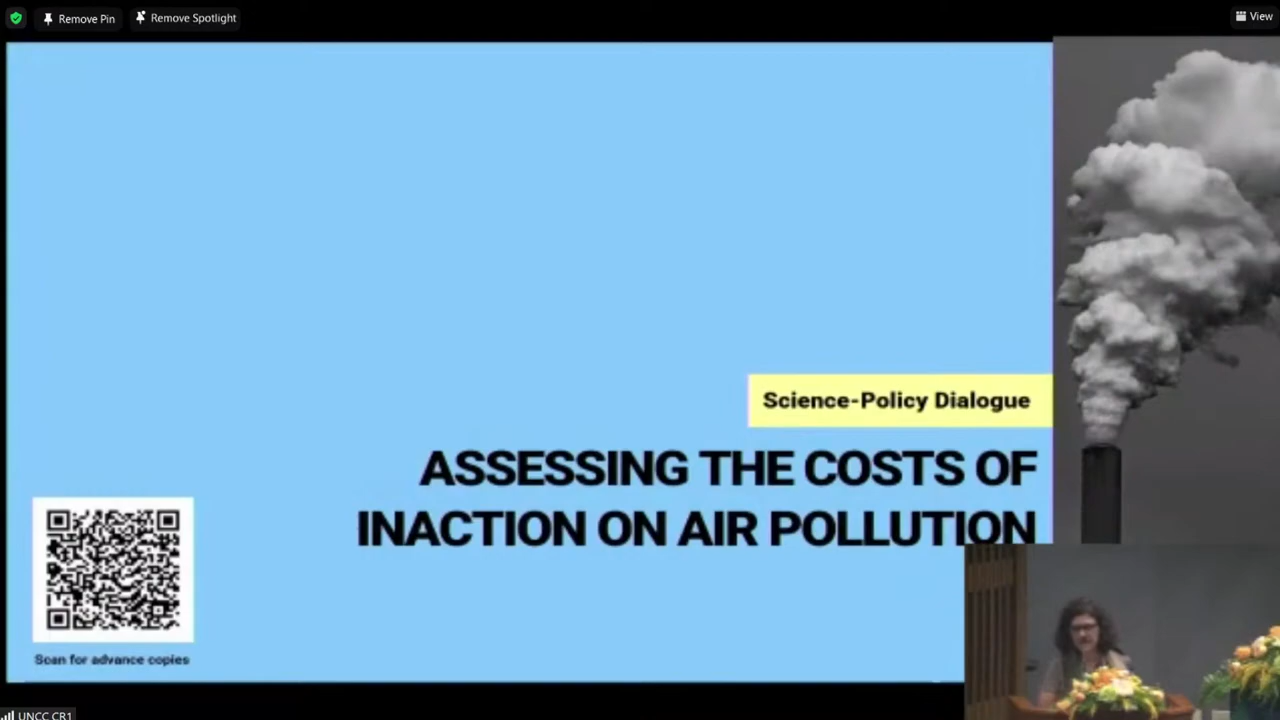 Remove Pin
Remove Spotlight
View
Science-Policy Dialogue
ASSESSING THE COSTS OF
INACTION ON AIR POLLUTION
Scan for advance copies
UNCC CR1